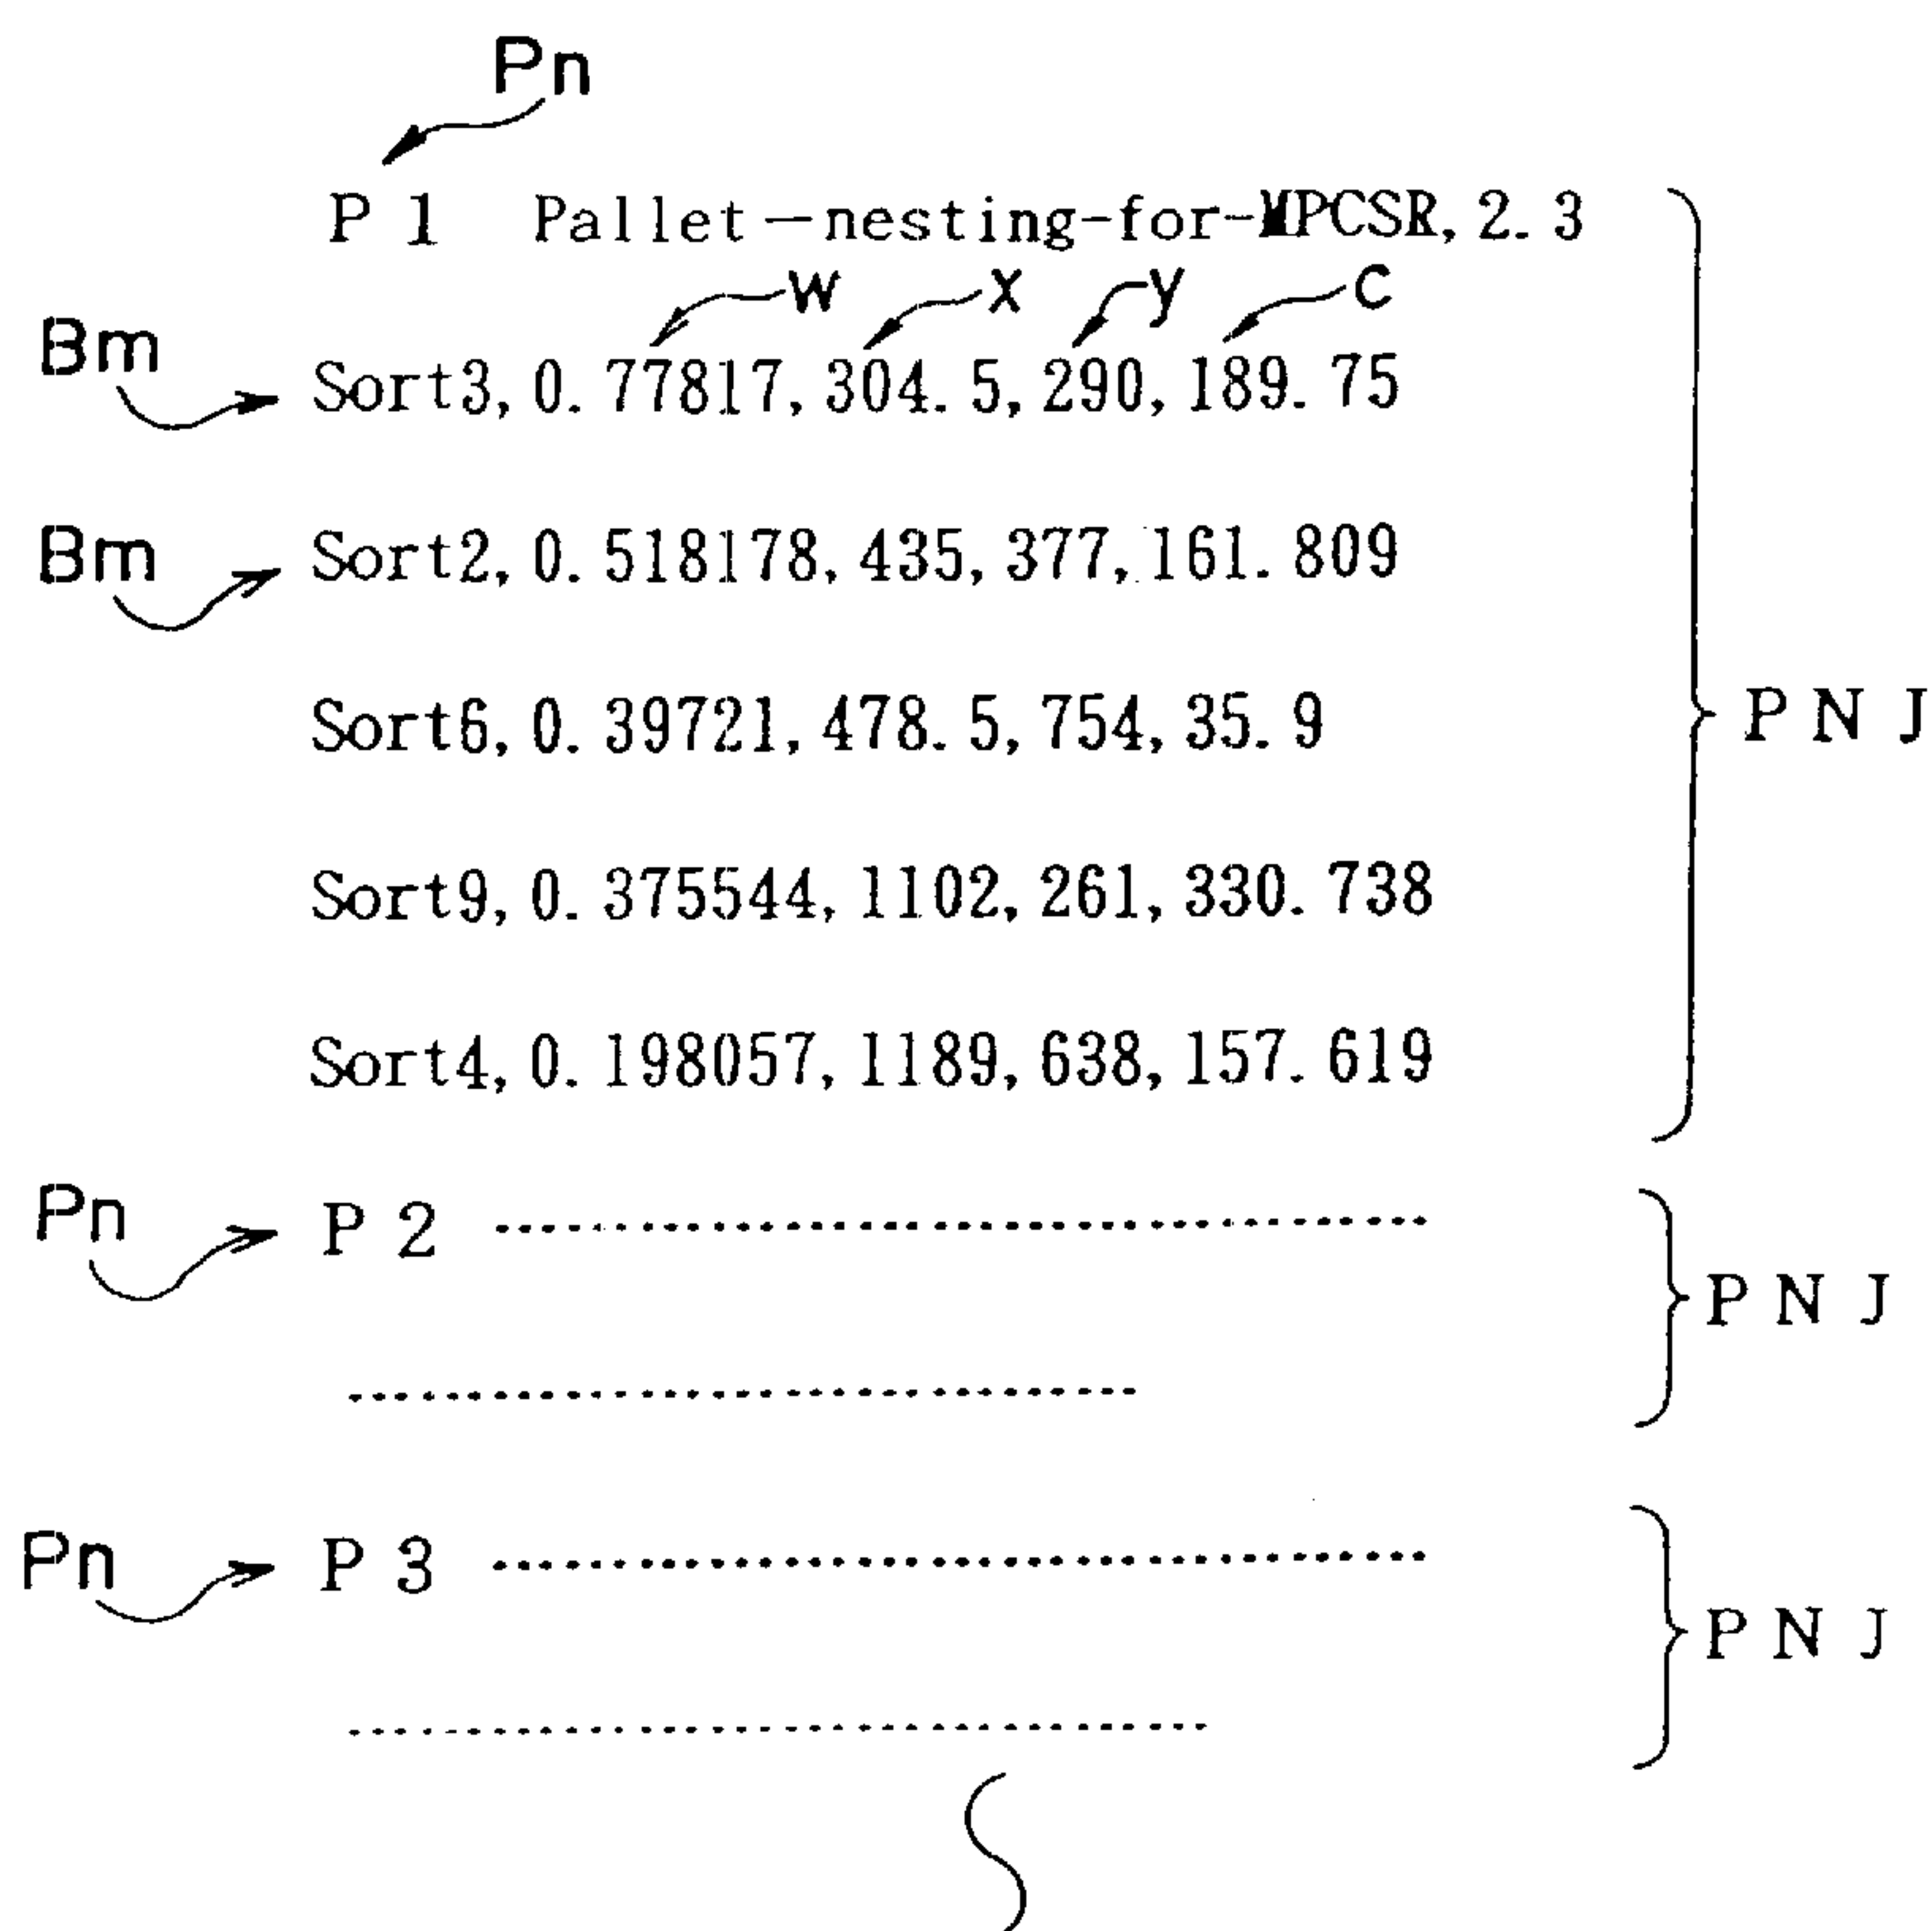 Pn
P 1 Pallet-nesting-for-MPCSR, 2. 3
w x y c
Bm Sort3, 0. 77817, 304. 5, 290, 189. 75
Bm Sort2, 0. 518178, 435, 377, 161. 809
Sort6, 0. 39721, 478. 5, 754, 35. 9
PNJ
Sort9, 0. 375544, 1102, 261, 330. 738
Sort4, 0. 198057, 1189, 638, 157. 619
Pn P 2
PNJ
Pn P 3
PNJ